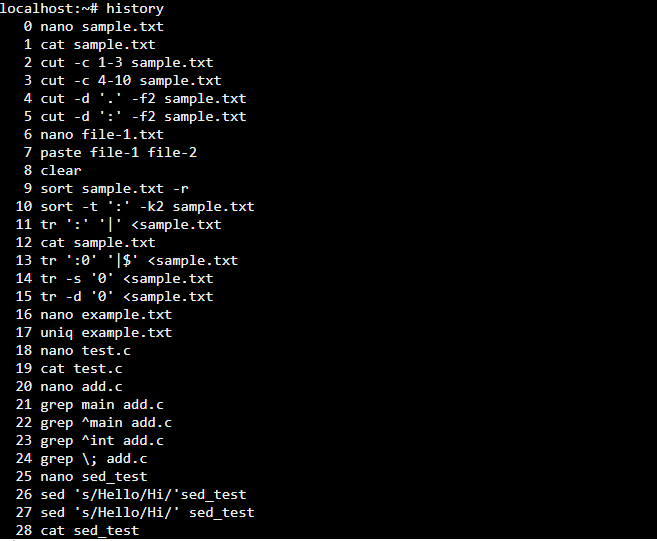 localhost:~# history
0 nano sample.txt
1 cat sample.txt
2 cut -c 1-3 sample.txt
3 cut -c 4-10 sample.txt
4 cut -d '.' -f2 sample.txt
5 cut -d ':' -f2 sample.txt
6 nano file-1.txt
7 paste file-1 file-2
8 clear
9 sort sample.txt -r
10 sort -t ':' -k2 sample.txt
11 tr ':' '|' <sample.txt
12 cat sample.txt
13 tr ':0' '|$' <sample.txt
14 tr -s '0' <sample.txt
15 tr -d '0' <sample.txt
16 nano example.txt
17 uniq example.txt
18 nano test.c
19 cat test.c
20 nano add.c
21 grep main add.c
22 grep ^main add.c
23 grep ^int add.c
24 grep \; add.c
25 nano sed_test
26 sed 's/Hello/Hi/'sed_test
27 sed 's/Hello/Hi/' sed_test
28 cat sed_test